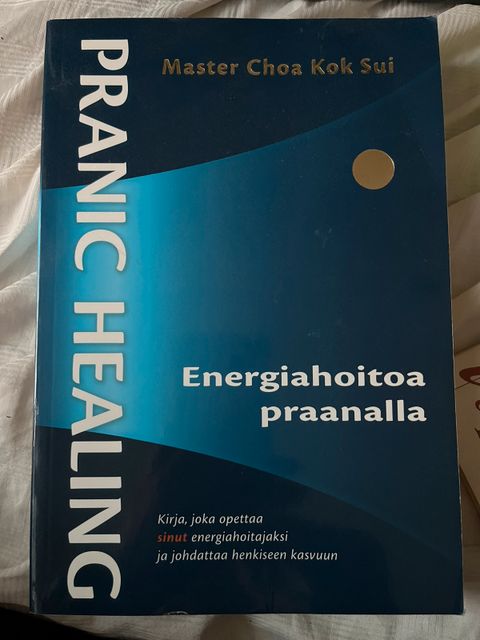 Master Choa Kok Sui
PRANIC HEALING
Energiahoitoa
praanalla
Kirja, joka opettaa
sinut energiahoitajaksi
ja johdattaa henkiseen kasvuun